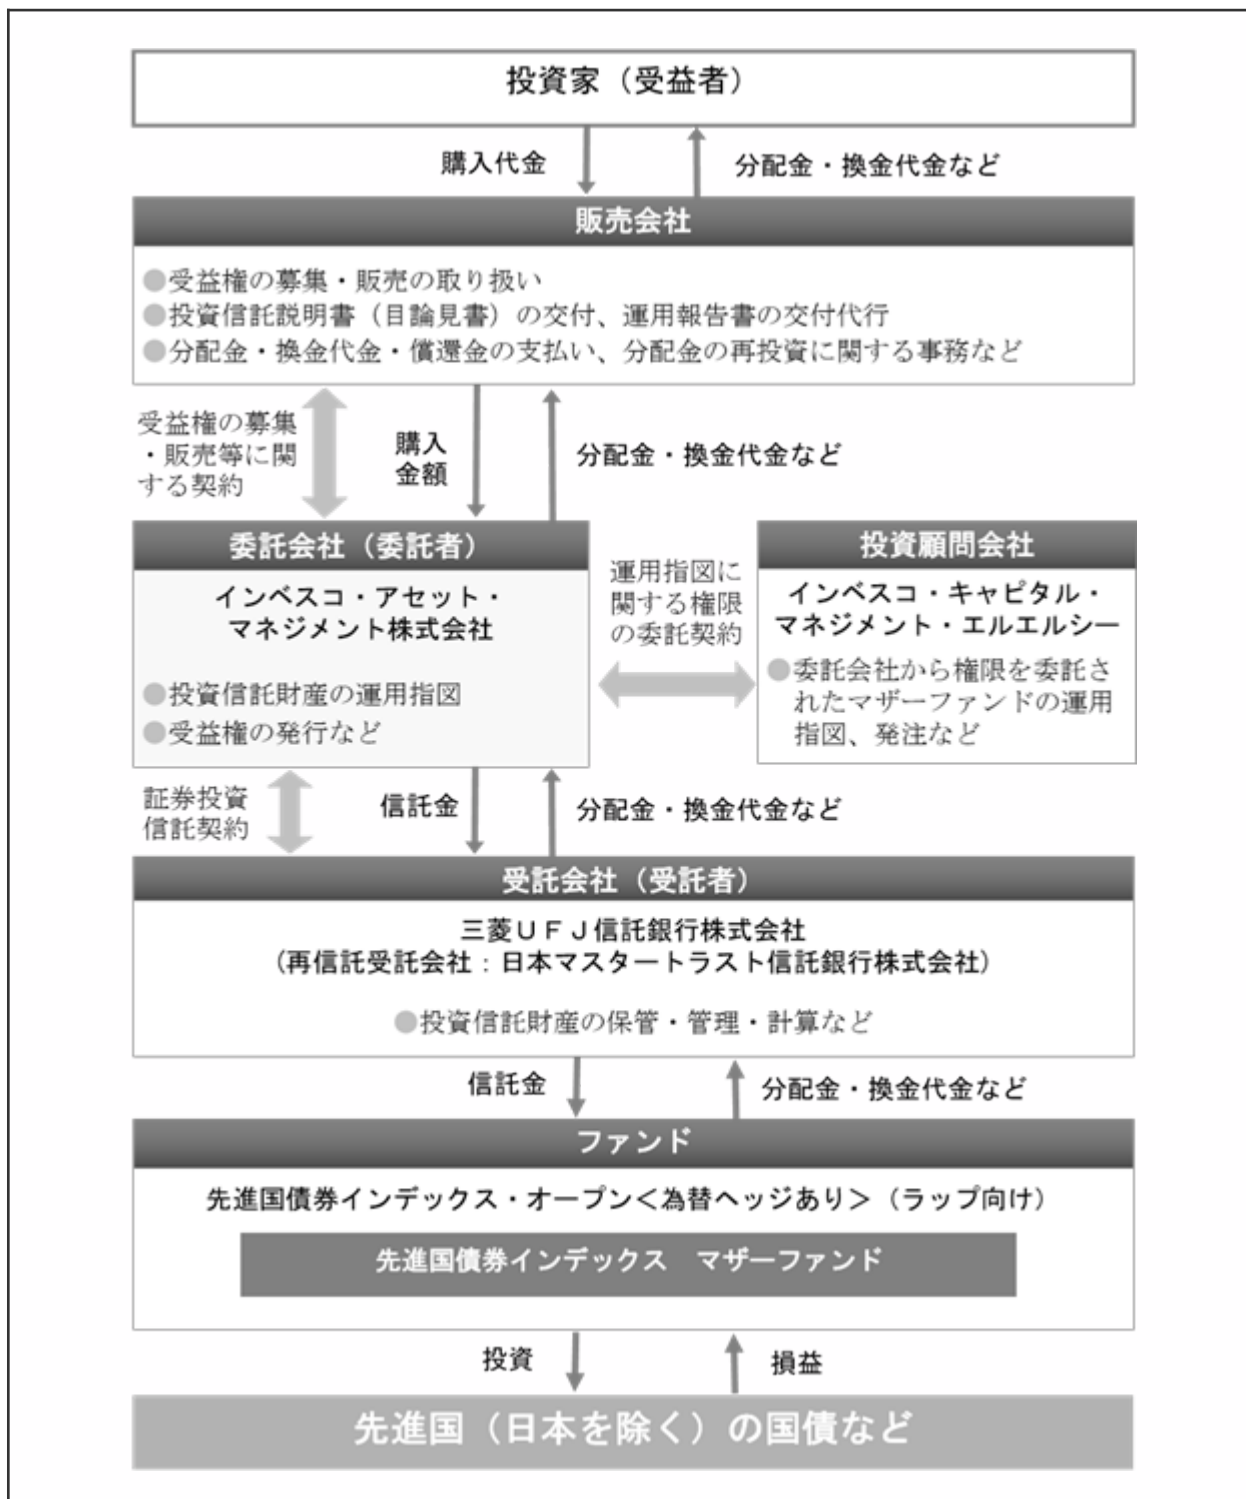 投資家（受益者）
購入代金
分配金・換金代金など
販売会社
●受益権の募集・販売の取り扱い
●投資信託説明書（目論見書）の交付、運用報告書の交付代行
●分配金・換金代金・償還金の支払い、分配金の再投資に関する事務など
受益権の募集
・販売等に関
する契約
購入
金額
分配金・換金代金など
委託会社（委託者）
インベスコ・アセット・
マネジメント株式会社
●投資信託財産の運用指図
●受益権の発行など
運用指図に
関する権限
の委託契約
投資顧問会社
インベスコ・キャピタル・
マネジメント・エルエルシー
●委託会社から権限を委託さ
れたマザーファンドの運用
指図、発注など
証券投資
信託契約
信託金
分配金・換金代金など
受託会社（受託者）
三菱ＵＦＪ信託銀行株式会社
（再信託受託会社：日本マスタートラスト信託銀行株式会社）
●投資信託財産の保管・管理・計算など
信託金
分配金・換金代金など
ファンド
先進国債券インデックス・オープン＜為替ヘッジあり＞（ラップ向け）
先進国債券インデックス　マザーファンド
投資
損益
先進国（日本を除く）の国債など